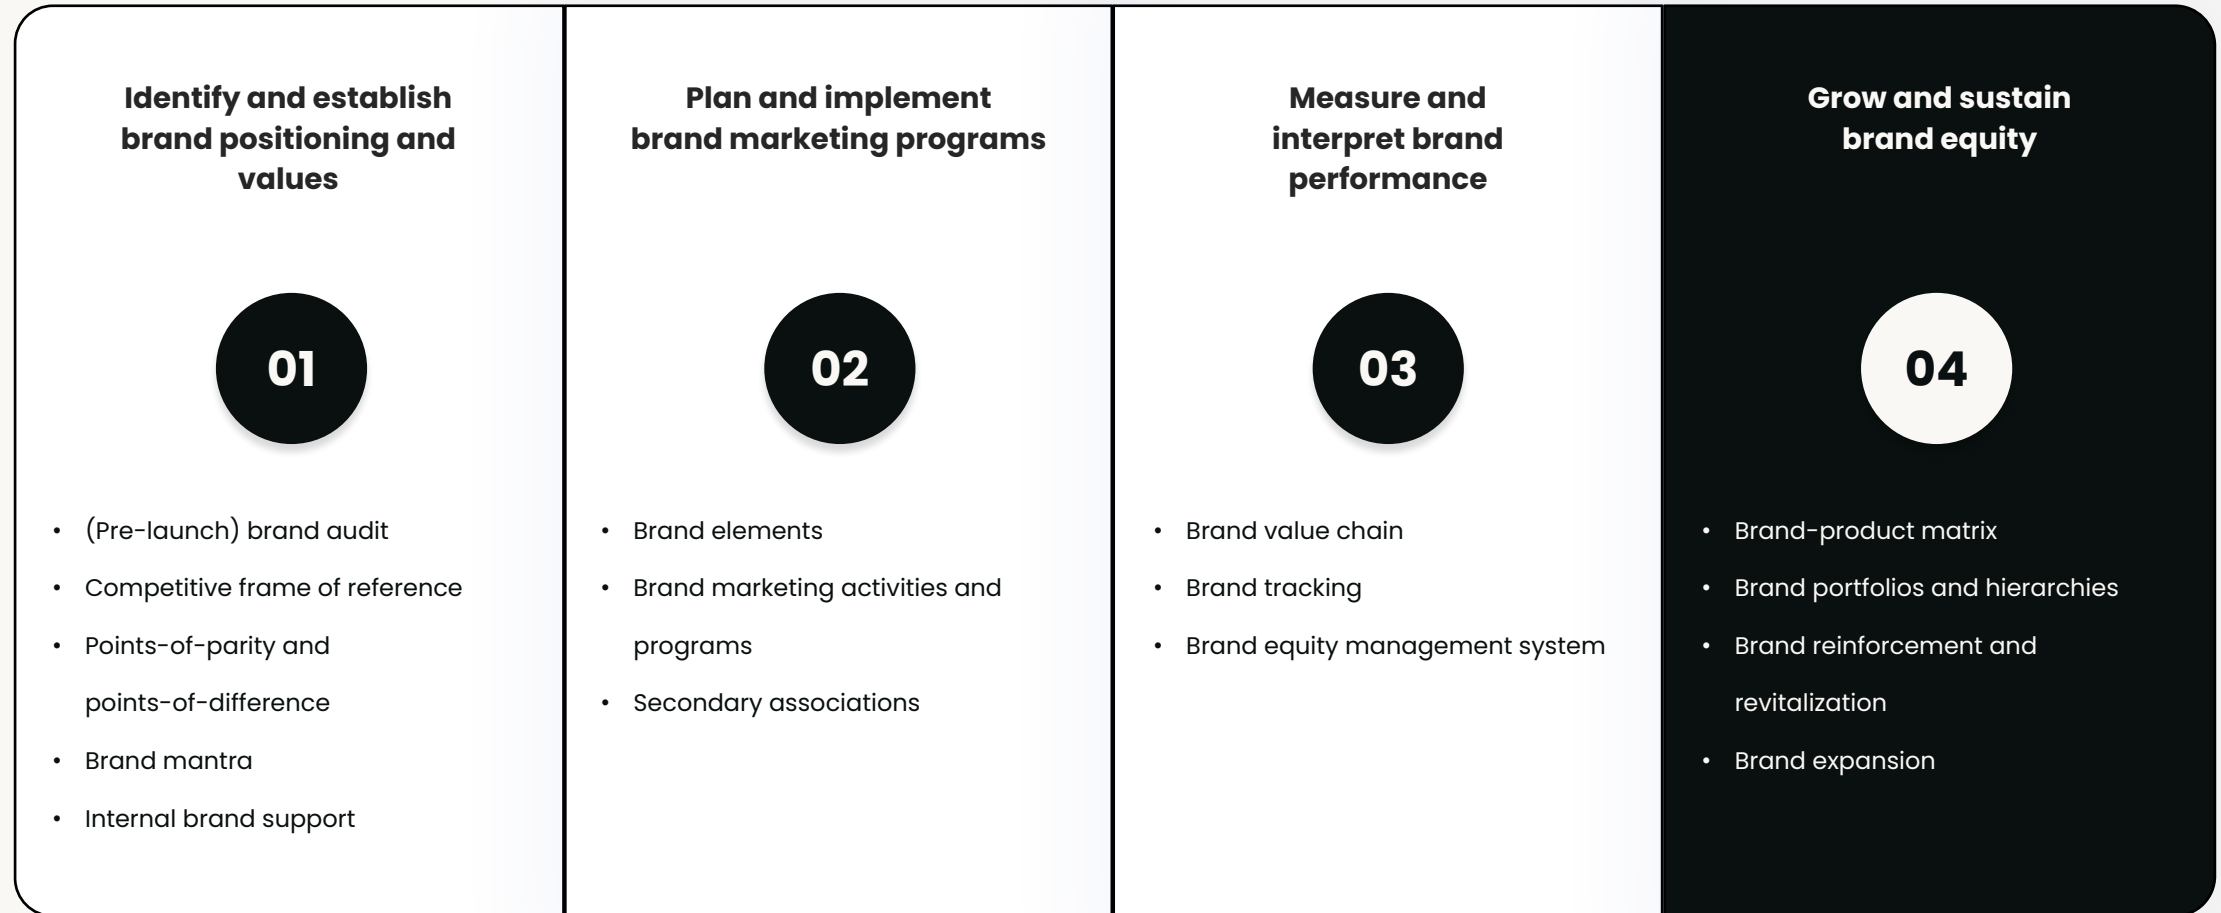 Identify and establish
brand positioning and
values
01
• (Pre-launch) brand audit
• Competitive frame of reference
• Points-of-parity and
points-of-difference
• Brand mantra
• Internal brand support
Plan and implement
brand marketing programs
02
• Brand elements
• Brand marketing activities and
programs
• Secondary associations
Measure and
interpret brand
performance
03
• Brand value chain
• Brand tracking
• Brand equity management system
Grow and sustain
brand equity
04
• Brand-product matrix
• Brand portfolios and hierarchies
• Brand reinforcement and
revitalization
• Brand expansion